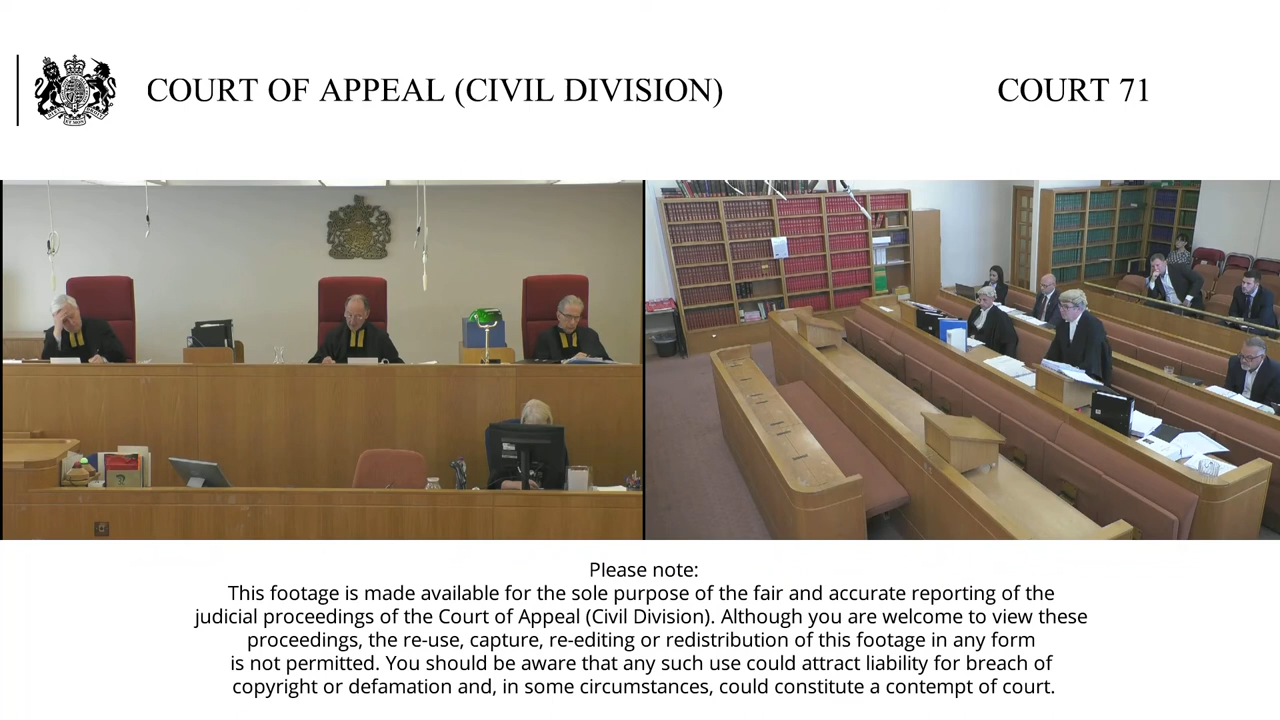 COURT OF APPEAL (CIVIL DIVISION)
COURT 71
Please note:
This footage is made available for the sole purpose of the fair and accurate reporting of the
judicial proceedings of the Court of Appeal (Civil Division). Although you are welcome to view these
proceedings, the re-use, capture, re-editing or redistribution of this footage in any form
is not permitted. You should be aware that any such use could attract liability for breach of
copyright or defamation and, in some circumstances, could constitute a contempt of court.